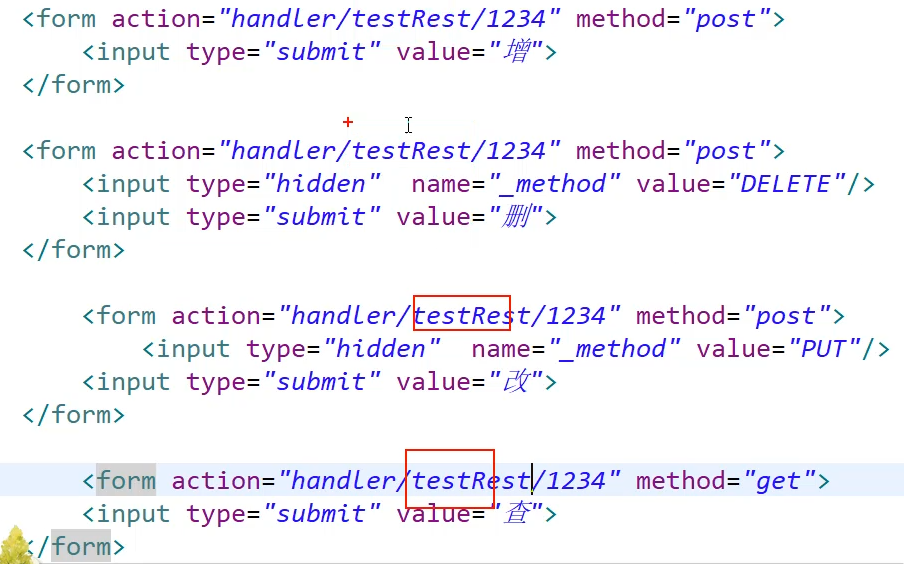 <form action="handler/testRest/1234" method="post">
<input type="submit" value="增">
</form>
<form action="handler/testRest/1234" method="post">
<input type="hidden"  name="_method" value="DELETE"/>
<input type="submit" value="删">
</form>
<form action="handler/testRest/1234" method="post">
<input type="hidden"  name="_method" value="PUT"/>
<input type="submit" value="改">
</form>
<form action="handler/testRest/1234" method="get">
<input type="submit" value="查">
</form>